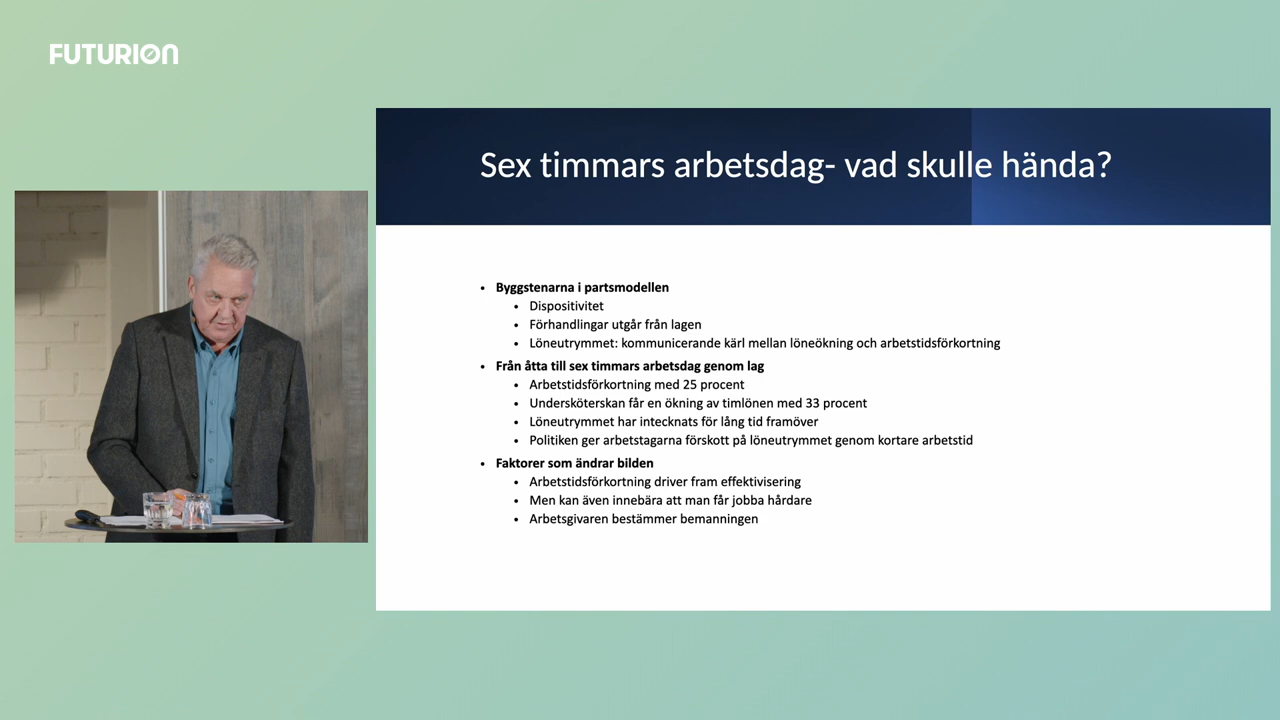 FUTURION
Sex timmars arbetsdag- vad skulle hända?
• Byggstenarna i partsmodellen
• Dispositivitet
• Förhandlingar utgår från lagen
• Löneutrymmet: kommunicerande kärl mellan löneökning och arbetstidsförkortning
• Från åtta till sex timmars arbetsdag genom lag
• Arbetstidsförkortning med 25 procent
• Undersköterskan får en ökning av timlönen med 33 procent
• Löneutrymmet har intecknats för lång tid framöver
• Politiken ger arbetstagarna förskott på löneutrymmet genom kortare arbetstid
• Faktorer som ändrar bilden
• Arbetstidsförkortning driver fram effektivisering
• Men kan även innebära att man får jobba hårdare
• Arbetsgivaren bestämmer bemanningen